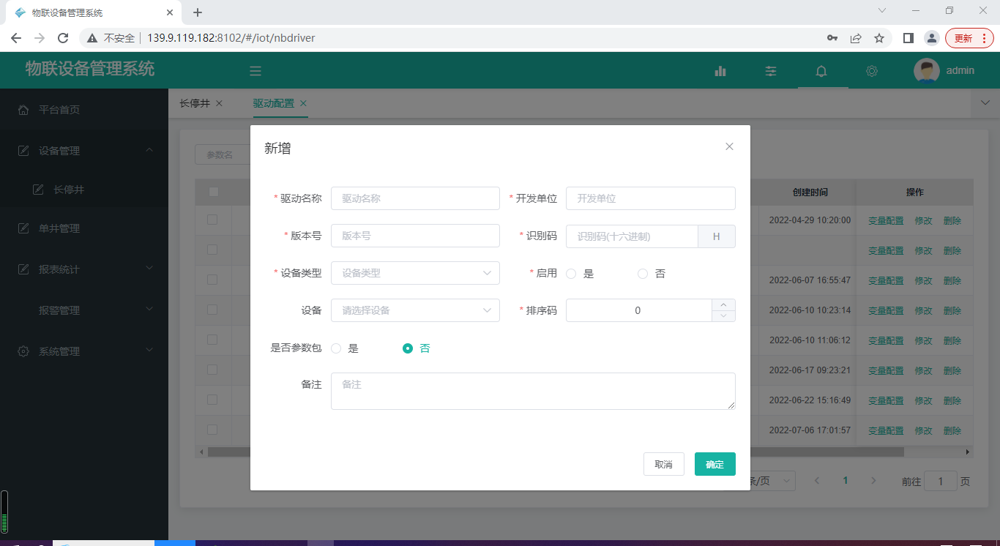 物联设备管理系统
不安全 139.9.119.182:8102/#/iot/nbdriver 更新
物联设备管理系统 admin
平台首页
设备管理
长停井
单井管理
报表统计
报警管理
系统管理
长停井 驱动配置
参数名
新增
*驱动名称 驱动名称 *开发单位 开发单位
*版本号 版本号 *识别码 识别码(十六进制) H
*设备类型 设备类型 *启用 是 否
设备 请选择设备 *排序码 0
是否参数包 是 否
备注 备注
取消 确定
创建时间 操作
2022-04-29 10:20:00 变量配置 修改 删除
变量配置 修改 删除
2022-06-07 16:55:47 变量配置 修改 删除
2022-06-10 10:23:14 变量配置 修改 删除
2022-06-10 11:06:12 变量配置 修改 删除
2022-06-17 09:23:21 变量配置 修改 删除
2022-06-22 15:16:49 变量配置 修改 删除
2022-07-06 17:01:57 变量配置 修改 删除
条/页 1 前往 1 页